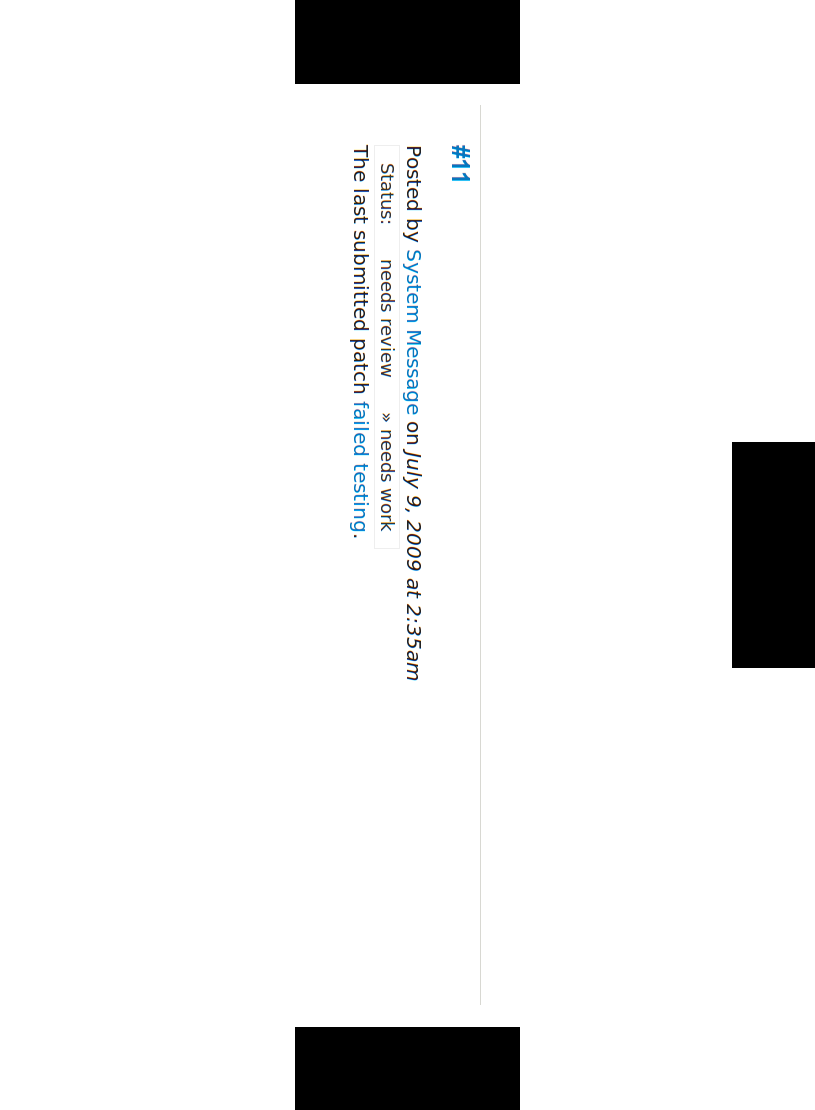 #11
Posted by System Message on July 9, 2009 at 2:35am
Status: needs review » needs work
The last submitted patch failed testing.